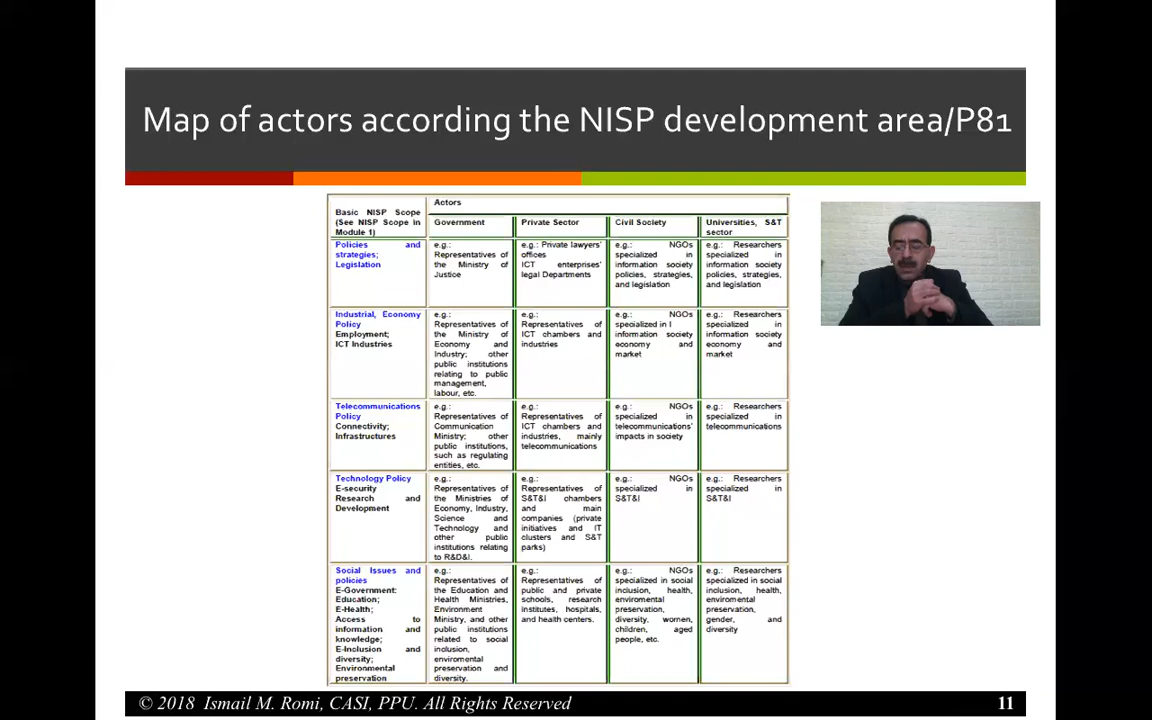 Map of actors according the NISP development area/P81
Basic NISP Scope
(See NISP Scope in
Module 1)
Actors
Government
Private Sector
Civil Society
Universities, S&T
sector
Policies and
strategies;
Legislation
e.g.:
Representatives of
the Ministry of
Justice
e.g.: Private lawyers'
offices
ICT enterprises'
legal Departments
e.g.: NGOs
specialized in
information society
policies, strategies,
and legislation
e.g.: Researchers
specialized in
information society
policies, strategies,
and legislation
Industrial, Economy
Policy
Employment;
ICT Industries
e.g.:
Representatives of
the Ministry of
Economy and
Industry; other
public institutions
relating to public
management,
labour, etc.
e.g.:
Representatives of
ICT chambers and
industries
e.g.: NGOs
specialized in I
information society
economy and
market
e.g.: Researchers
specialized in
information society
economy and
market
Telecommunications
Policy
Connectivity;
Infrastructures
e.g.:
Representatives of
Communication
Ministry; other
public institutions,
such as regulating
entities, etc.
e.g.:
Representatives of
ICT chambers and
industries, mainly
telecommunications
e.g.: NGOs
specialized in
telecommunications'
impacts in society
e.g.: Researchers
specialized in
telecommunications
Technology Policy
E-security
Research and
Development
e.g.:
Representatives of
the Ministries of
Economy, Industry,
Science and
Technology and
other public
institutions relating
to R&D&I.
e.g.:
Representatives of
S&T&I chambers
and main
companies (private
initiatives and IT
clusters and S&T
parks)
e.g.: NGOs
specialized in
S&T&I
e.g.: Researchers
specialized in
S&T&I
Social Issues and
policies
E-Government:
Education;
E-Health;
Access to
information and
knowledge;
E-Inclusion and
diversity;
Environmental
preservation
e.g.:
Representatives of
the Education and
Health Ministries,
Environment
Ministry, and other
public institutions
related to social
inclusion,
enviromental
preservation and
diversity.
e.g.:
Representatives of
public and private
schools, research
institutes, hospitals,
and health centers.
e.g.: NGOs
specialized in social
inclusion, health,
enviromental
preservation,
diversity, women,
children, aged
people, etc.
e.g.: Researchers
specialized in social
inclusion, health,
enviromental
preservation,
gender, and
diversity
© 2018 Ismail M. Romi, CASI, PPU. All Rights Reserved
11